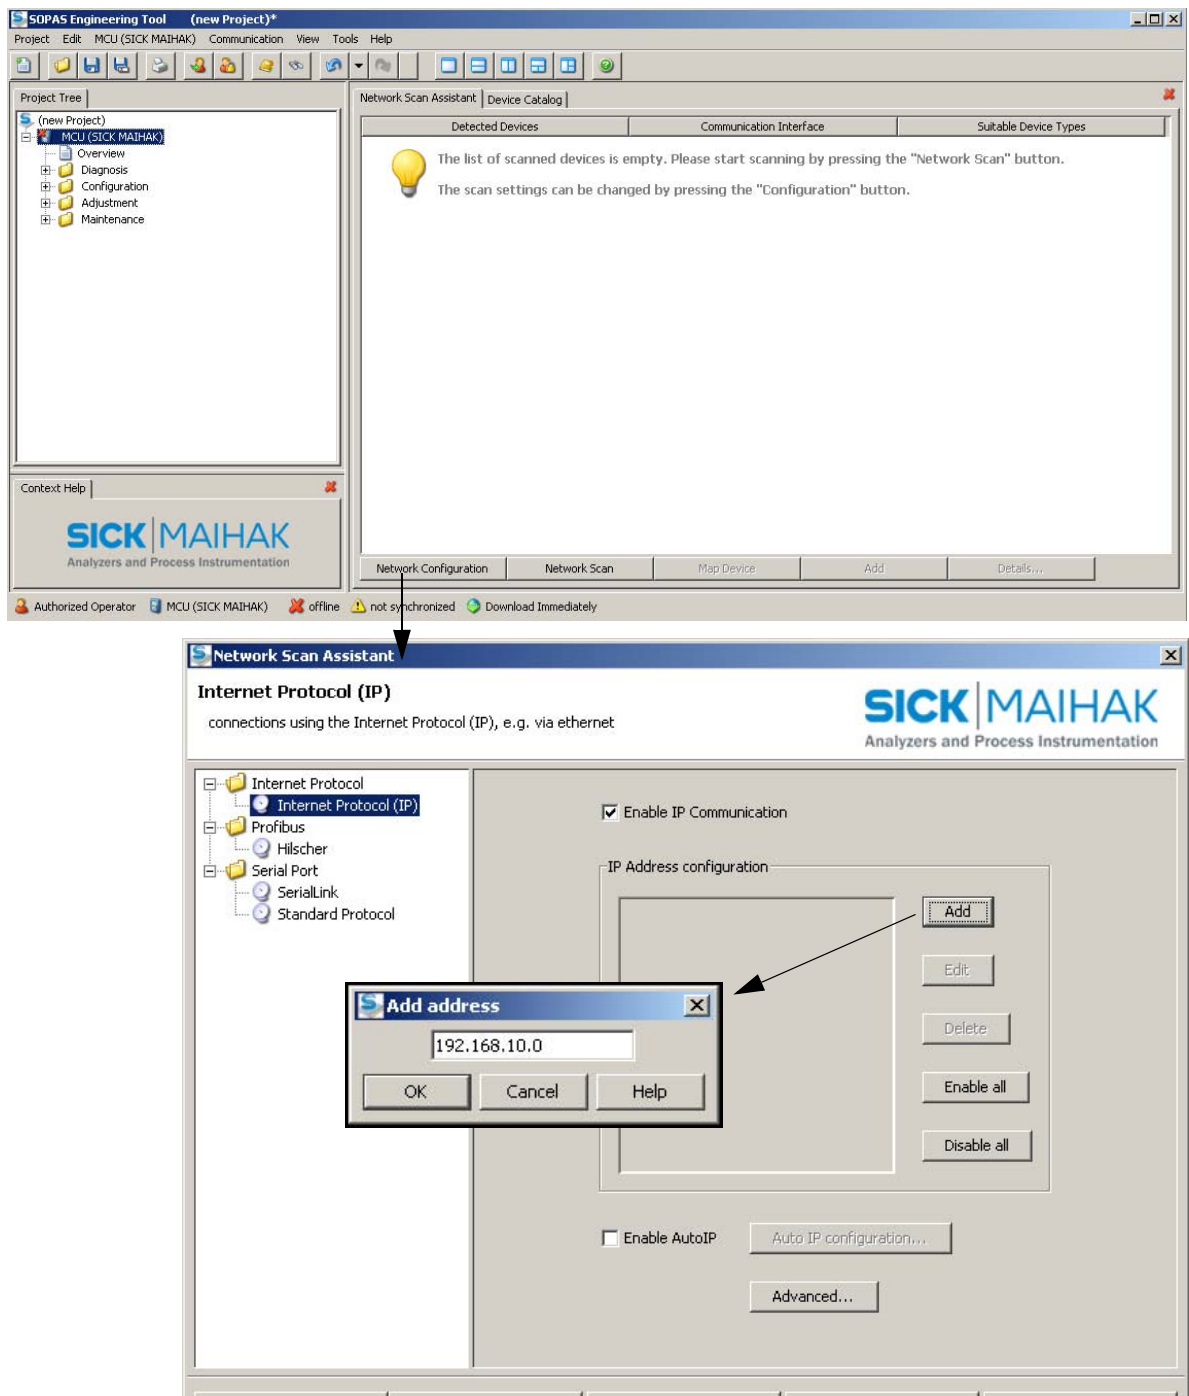 SOPAS Engineering Tool (new Project)*
Project Edit MCU (SICK MAIHAK) Communication View Tools Help
Project Tree
(new Project)
MCU (SICK MAIHAK)
Overview
Diagnosis
Configuration
Adjustment
Maintenance
Network Scan Assistant Device Catalog
Detected Devices Communication Interface Suitable Device Types
The list of scanned devices is empty. Please start scanning by pressing the "Network Scan" button.
The scan settings can be changed by pressing the "Configuration" button.
Context Help
SICK MAIHAK
Analyzers and Process Instrumentation
Network Configuration Network Scan Map Device Add Details...
Authorized Operator MCU (SICK MAIHAK) offline not synchronized Download Immediately
Network Scan Assistant
Internet Protocol (IP)
connections using the Internet Protocol (IP), e.g. via ethernet
SICK MAIHAK
Analyzers and Process Instrumentation
Internet Protocol
Internet Protocol (IP)
Profibus
Hilscher
Serial Port
SerialLink
Standard Protocol
Enable IP Communication
IP Address configuration
Add
Edit
Delete
Enable all
Disable all
Add address
192.168.10.0
OK Cancel Help
Enable AutoIP Auto IP configuration...
Advanced...